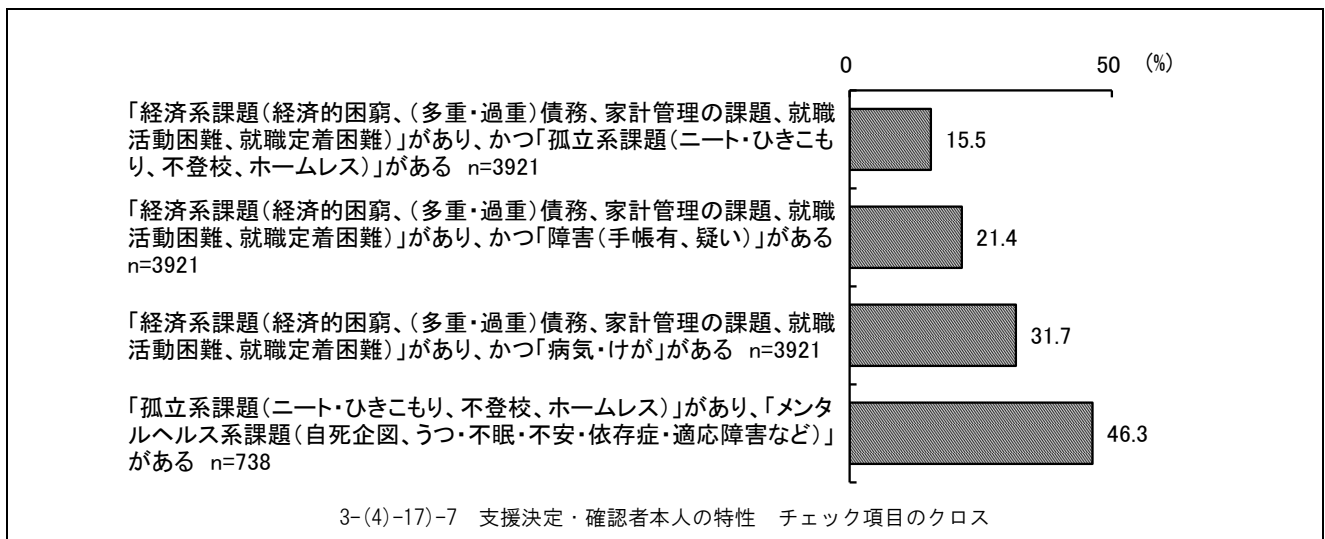 0 50 (%)
「経済系課題(経済的困窮、(多重・過重)債務、家計管理の課題、就職
活動困難、就職定着困難)」があり、かつ「孤立系課題(ニート・ひきこも
り、不登校、ホームレス)」がある n=3921
15.5
「経済系課題(経済的困窮、(多重・過重)債務、家計管理の課題、就職
活動困難、就職定着困難)」があり、かつ「障害(手帳有、疑い)」がある
n=3921
21.4
「経済系課題(経済的困窮、(多重・過重)債務、家計管理の課題、就職
活動困難、就職定着困難)」があり、かつ「病気・けが」がある n=3921
31.7
「孤立系課題(ニート・ひきこもり、不登校、ホームレス)」があり、「メンタ
ルヘルス系課題(自死企図、うつ・不眠・不安・依存症・適応障害など)」
がある n=738
46.3
3-(4)-17)-7 支援決定・確認者本人の特性 チェック項目のクロス